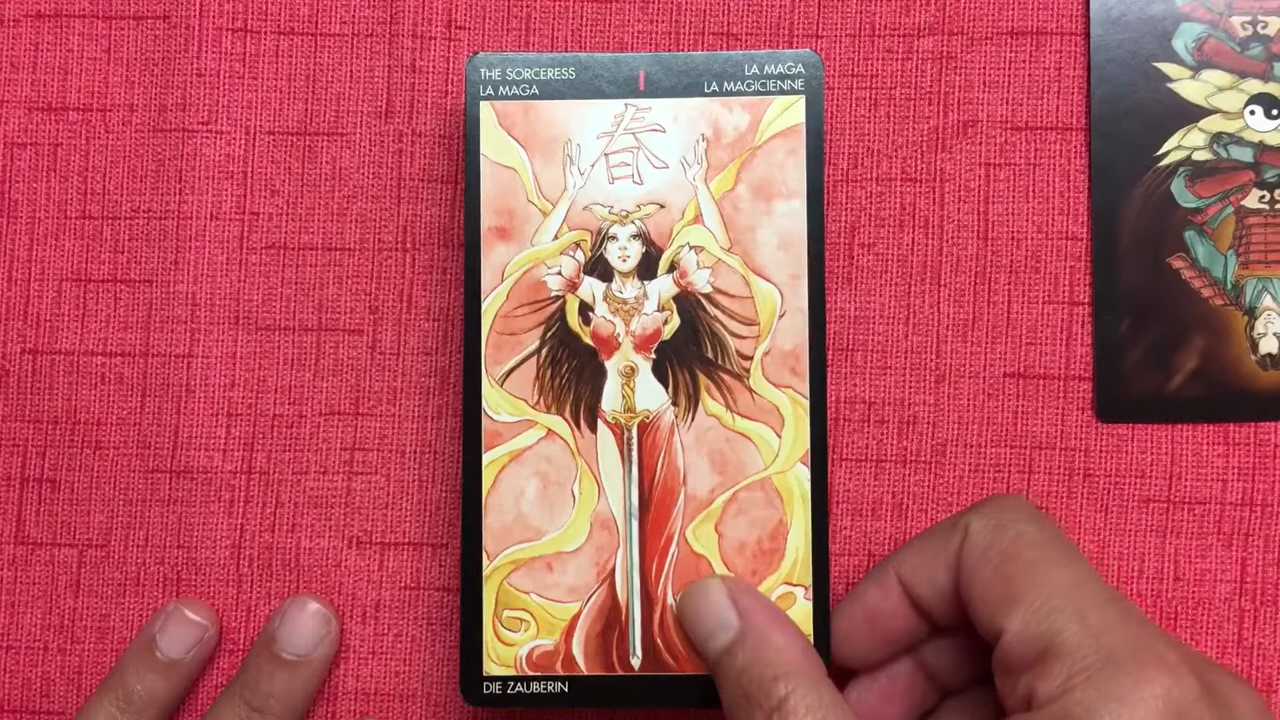 THE SORCERESS
LA MAGA
I
LA MAGA
LA MAGICIENNE
春
DIE ZAUBERIN